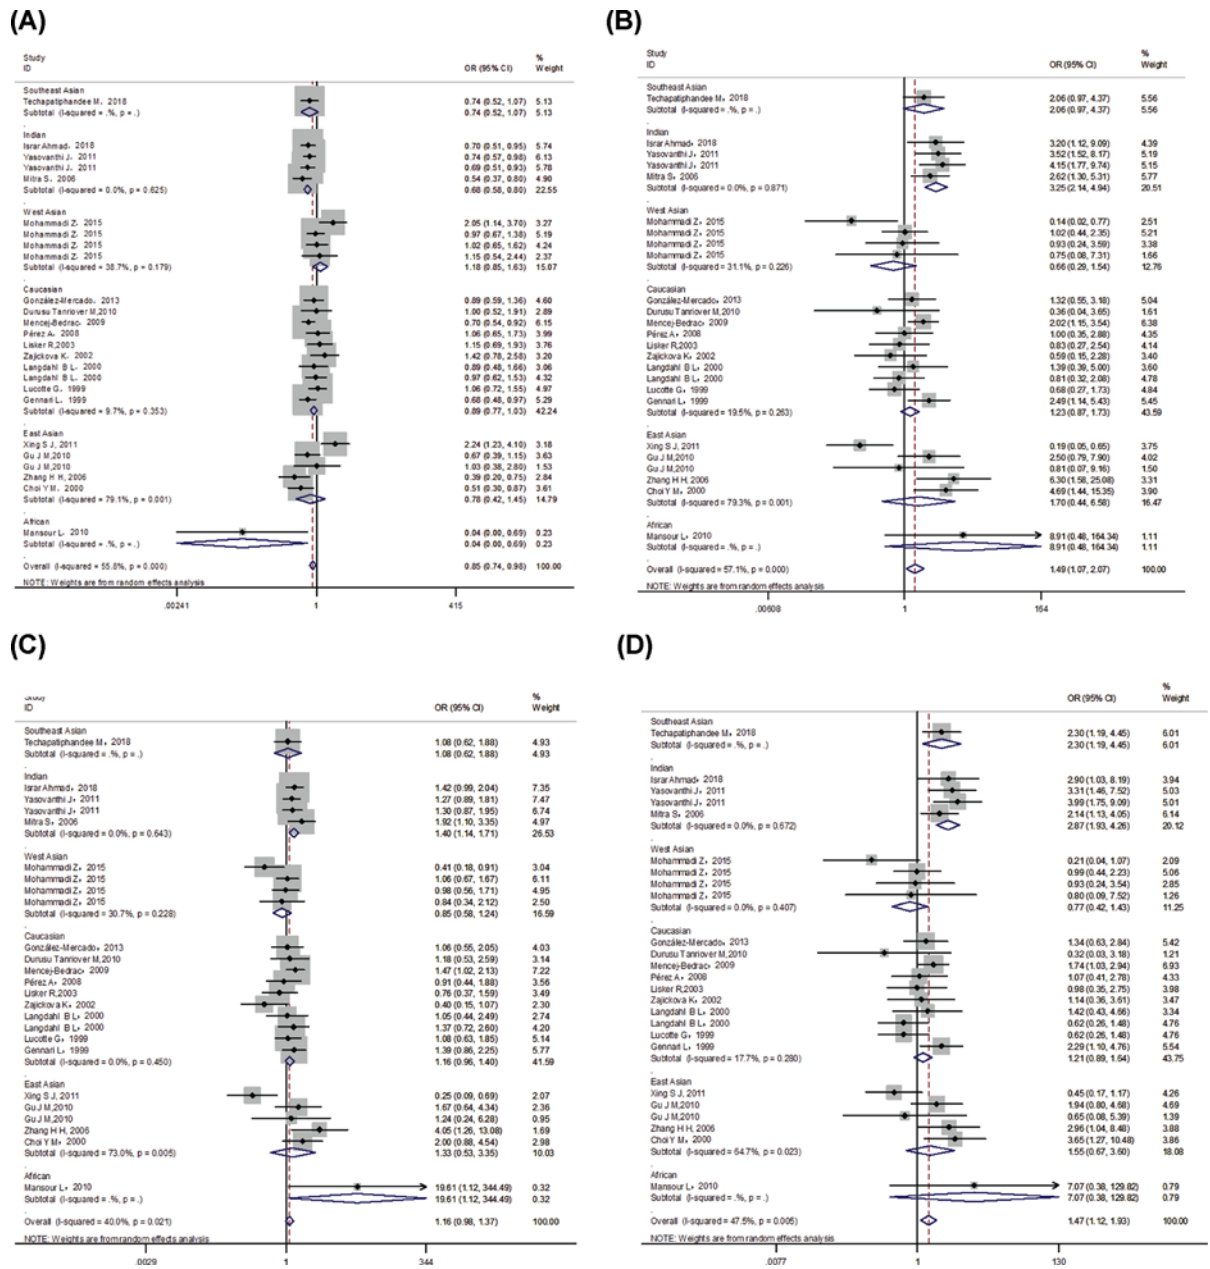 (A)
Study
ID
OR (95% CI)
%
Weight
Southeast Asian
Techapatiphandee M, 2018 0.74 (0.52, 1.07) 5.13
Subtotal (I-squared = .%, p = .) 0.74 (0.52, 1.07) 5.13
.
Indian
Israr Ahmad, 2018 0.70 (0.51, 0.95) 5.74
Yasovanthi J, 2011 0.74 (0.57, 0.98) 6.13
Yasovanthi J, 2011 0.69 (0.51, 0.93) 5.78
Mitra S, 2006 0.54 (0.37, 0.80) 4.90
Subtotal (I-squared = 0.0%, p = 0.625) 0.68 (0.58, 0.80) 22.55
.
West Asian
Mohammadi Z, 2015 2.05 (1.14, 3.70) 3.27
Mohammadi Z, 2015 0.97 (0.67, 1.38) 5.19
Mohammadi Z, 2015 1.02 (0.65, 1.62) 4.24
Mohammadi Z, 2015 1.15 (0.54, 2.44) 2.37
Subtotal (I-squared = 38.7%, p = 0.179) 1.18 (0.85, 1.63) 15.07
.
Caucasian
González-Mercado, 2013 0.89 (0.59, 1.36) 4.60
Durusu Tanriover M,2010 1.00 (0.52, 1.91) 2.89
Mencej-Bedrac, 2009 0.70 (0.54, 0.92) 6.15
Pérez A, 2008 1.06 (0.65, 1.73) 3.99
Lisker R,2003 1.15 (0.69, 1.93) 3.76
Zajickova K, 2002 1.42 (0.78, 2.58) 3.20
Langdahl B L, 2000 0.89 (0.48, 1.66) 3.06
Langdahl B L, 2000 0.97 (0.62, 1.53) 4.32
Lucotte G, 1999 1.06 (0.72, 1.55) 4.97
Gennari L, 1999 0.68 (0.48, 0.97) 5.29
Subtotal (I-squared = 9.7%, p = 0.353) 0.89 (0.77, 1.03) 42.24
.
East Asian
Xing S J, 2011 2.24 (1.23, 4.10) 3.18
Gu J M,2010 0.67 (0.39, 1.15) 3.63
Gu J M,2010 1.03 (0.38, 2.80) 1.53
Zhang H H, 2006 0.39 (0.20, 0.75) 2.84
Choi Y M, 2000 0.51 (0.30, 0.87) 3.61
Subtotal (I-squared = 79.1%, p = 0.001) 0.78 (0.42, 1.45) 14.79
.
African
Mansour L, 2010 0.04 (0.00, 0.69) 0.23
Subtotal (I-squared = .%, p = .) 0.04 (0.00, 0.69) 0.23
.
Overall (I-squared = 55.8%, p = 0.000) 0.85 (0.74, 0.98) 100.00
NOTE: Weights are from random effects analysis
.00241 1 415
(B)
Study
ID
OR (95% CI)
%
Weight
Southeast Asian
Techapatiphandee M, 2018 2.06 (0.97, 4.37) 5.56
Subtotal (I-squared = .%, p = .) 2.06 (0.97, 4.37) 5.56
.
Indian
Israr Ahmad, 2018 3.20 (1.12, 9.09) 4.39
Yasovanthi J, 2011 3.52 (1.52, 8.17) 5.19
Yasovanthi J, 2011 4.15 (1.77, 9.74) 5.15
Mitra S, 2006 2.62 (1.30, 5.31) 5.77
Subtotal (I-squared = 0.0%, p = 0.871) 3.25 (2.14, 4.94) 20.51
.
West Asian
Mohammadi Z, 2015 0.14 (0.02, 0.77) 2.51
Mohammadi Z, 2015 1.02 (0.44, 2.35) 5.21
Mohammadi Z, 2015 0.93 (0.24, 3.59) 3.38
Mohammadi Z, 2015 0.75 (0.08, 7.31) 1.66
Subtotal (I-squared = 31.1%, p = 0.226) 0.66 (0.29, 1.54) 12.76
.
Caucasian
González-Mercado, 2013 1.32 (0.55, 3.18) 5.04
Durusu Tanriover M,2010 0.36 (0.04, 3.65) 1.61
Mencej-Bedrac, 2009 2.02 (1.15, 3.54) 6.38
Pérez A, 2008 1.00 (0.35, 2.88) 4.35
Lisker R,2003 0.83 (0.27, 2.54) 4.14
Zajickova K, 2002 0.59 (0.15, 2.28) 3.40
Langdahl B L, 2000 1.39 (0.39, 5.00) 3.60
Langdahl B L, 2000 0.81 (0.32, 2.08) 4.78
Lucotte G, 1999 0.68 (0.27, 1.73) 4.84
Gennari L, 1999 2.49 (1.14, 5.43) 5.45
Subtotal (I-squared = 19.5%, p = 0.263) 1.23 (0.87, 1.73) 43.59
.
East Asian
Xing S J, 2011 0.19 (0.05, 0.65) 3.75
Gu J M,2010 2.50 (0.79, 7.90) 4.02
Gu J M,2010 0.81 (0.07, 9.16) 1.50
Zhang H H, 2006 6.30 (1.58, 25.08) 3.31
Choi Y M, 2000 4.69 (1.44, 15.35) 3.90
Subtotal (I-squared = 79.3%, p = 0.001) 1.70 (0.44, 6.58) 16.47
.
African
Mansour L, 2010 8.91 (0.48, 164.34) 1.11
Subtotal (I-squared = .%, p = .) 8.91 (0.48, 164.34) 1.11
.
Overall (I-squared = 57.1%, p = 0.000) 1.49 (1.07, 2.07) 100.00
NOTE: Weights are from random effects analysis
.00608 1 164
(C)
Study
ID
OR (95% CI)
%
Weight
Southeast Asian
Techapatiphandee M, 2018 1.08 (0.62, 1.88) 4.93
Subtotal (I-squared = .%, p = .) 1.08 (0.62, 1.88) 4.93
.
Indian
Israr Ahmad, 2018 1.42 (0.99, 2.04) 7.35
Yasovanthi J, 2011 1.27 (0.89, 1.81) 7.47
Yasovanthi J, 2011 1.30 (0.87, 1.95) 6.74
Mitra S, 2006 1.92 (1.10, 3.35) 4.97
Subtotal (I-squared = 0.0%, p = 0.643) 1.40 (1.14, 1.71) 26.53
.
West Asian
Mohammadi Z, 2015 0.41 (0.18, 0.91) 3.04
Mohammadi Z, 2015 1.06 (0.67, 1.67) 6.11
Mohammadi Z, 2015 0.98 (0.56, 1.71) 4.95
Mohammadi Z, 2015 0.84 (0.34, 2.12) 2.50
Subtotal (I-squared = 30.7%, p = 0.228) 0.85 (0.58, 1.24) 16.59
.
Caucasian
González-Mercado, 2013 1.06 (0.55, 2.05) 4.03
Durusu Tanriover M,2010 1.18 (0.53, 2.59) 3.14
Mencej-Bedrac, 2009 1.47 (1.02, 2.13) 7.22
Pérez A, 2008 0.91 (0.44, 1.88) 3.56
Lisker R,2003 0.76 (0.37, 1.59) 3.49
Zajickova K, 2002 0.40 (0.15, 1.07) 2.30
Langdahl B L, 2000 1.05 (0.44, 2.49) 2.74
Langdahl B L, 2000 1.37 (0.72, 2.60) 4.20
Lucotte G, 1999 1.08 (0.63, 1.85) 5.14
Gennari L, 1999 1.39 (0.86, 2.25) 5.77
Subtotal (I-squared = 0.0%, p = 0.450) 1.16 (0.96, 1.40) 41.59
.
East Asian
Xing S J, 2011 0.25 (0.09, 0.69) 2.07
Gu J M,2010 1.67 (0.64, 4.34) 2.36
Gu J M,2010 1.24 (0.24, 6.28) 0.95
Zhang H H, 2006 4.05 (1.26, 13.08) 1.69
Choi Y M, 2000 2.00 (0.88, 4.54) 2.98
Subtotal (I-squared = 73.0%, p = 0.005) 1.33 (0.53, 3.35) 10.03
.
African
Mansour L, 2010 19.61 (1.12, 344.49) 0.32
Subtotal (I-squared = .%, p = .) 19.61 (1.12, 344.49) 0.32
.
Overall (I-squared = 40.0%, p = 0.021) 1.16 (0.98, 1.37) 100.00
NOTE: Weights are from random effects analysis
.0029 1 344
(D)
Study
ID
OR (95% CI)
%
Weight
Southeast Asian
Techapatiphandee M, 2018 2.30 (1.19, 4.45) 6.01
Subtotal (I-squared = .%, p = .) 2.30 (1.19, 4.45) 6.01
.
Indian
Israr Ahmad, 2018 2.90 (1.03, 8.19) 3.94
Yasovanthi J, 2011 3.31 (1.46, 7.52) 5.03
Yasovanthi J, 2011 3.99 (1.75, 9.09) 5.01
Mitra S, 2006 2.14 (1.13, 4.05) 6.14
Subtotal (I-squared = 0.0%, p = 0.672) 2.87 (1.93, 4.26) 20.12
.
West Asian
Mohammadi Z, 2015 0.21 (0.04, 1.07) 2.09
Mohammadi Z, 2015 0.99 (0.44, 2.23) 5.06
Mohammadi Z, 2015 0.93 (0.24, 3.54) 2.85
Mohammadi Z, 2015 0.80 (0.09, 7.52) 1.26
Subtotal (I-squared = 0.0%, p = 0.407) 0.77 (0.42, 1.43) 11.25
.
Caucasian
González-Mercado, 2013 1.34 (0.63, 2.84) 5.42
Durusu Tanriover M,2010 0.32 (0.03, 3.18) 1.21
Mencej-Bedrac, 2009 1.74 (1.03, 2.94) 6.93
Pérez A, 2008 1.07 (0.41, 2.78) 4.33
Lisker R,2003 0.98 (0.35, 2.75) 3.98
Zajickova K, 2002 1.14 (0.36, 3.61) 3.47
Langdahl B L, 2000 1.42 (0.43, 4.66) 3.34
Langdahl B L, 2000 0.62 (0.26, 1.48) 4.76
Lucotte G, 1999 0.62 (0.26, 1.48) 4.76
Gennari L, 1999 2.29 (1.10, 4.76) 5.54
Subtotal (I-squared = 17.7%, p = 0.280) 1.21 (0.89, 1.64) 43.75
.
East Asian
Xing S J, 2011 0.45 (0.17, 1.17) 4.26
Gu J M,2010 1.94 (0.80, 4.68) 4.69
Gu J M,2010 0.65 (0.08, 5.39) 1.39
Zhang H H, 2006 2.96 (1.04, 8.48) 3.88
Choi Y M, 2000 3.65 (1.27, 10.48) 3.86
Subtotal (I-squared = 64.7%, p = 0.023) 1.55 (0.67, 3.60) 18.08
.
African
Mansour L, 2010 7.07 (0.38, 129.82) 0.79
Subtotal (I-squared = .%, p = .) 7.07 (0.38, 129.82) 0.79
.
Overall (I-squared = 47.5%, p = 0.005) 1.47 (1.12, 1.93) 100.00
NOTE: Weights are from random effects analysis
.0077 1 130